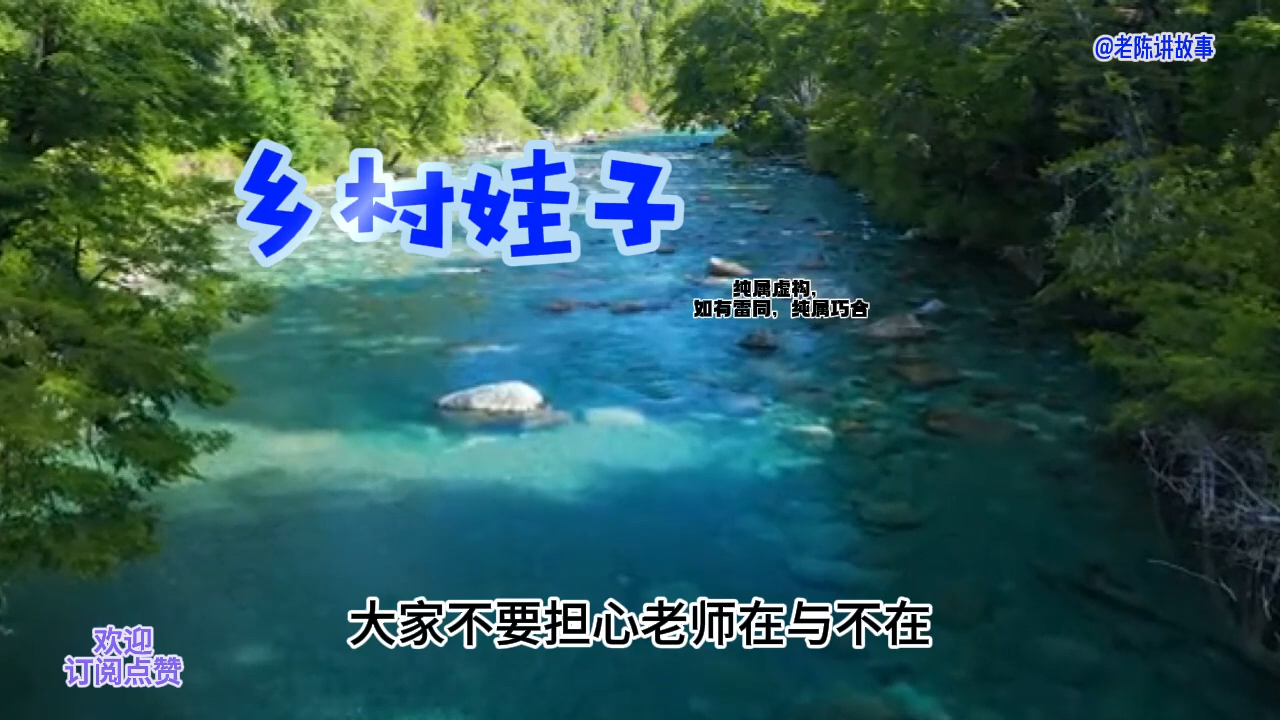 @老陈讲故事
乡村娃子
纯属虚构，
如有雷同，纯属巧合
大家不要担心老师在与不在
欢迎
订阅点赞